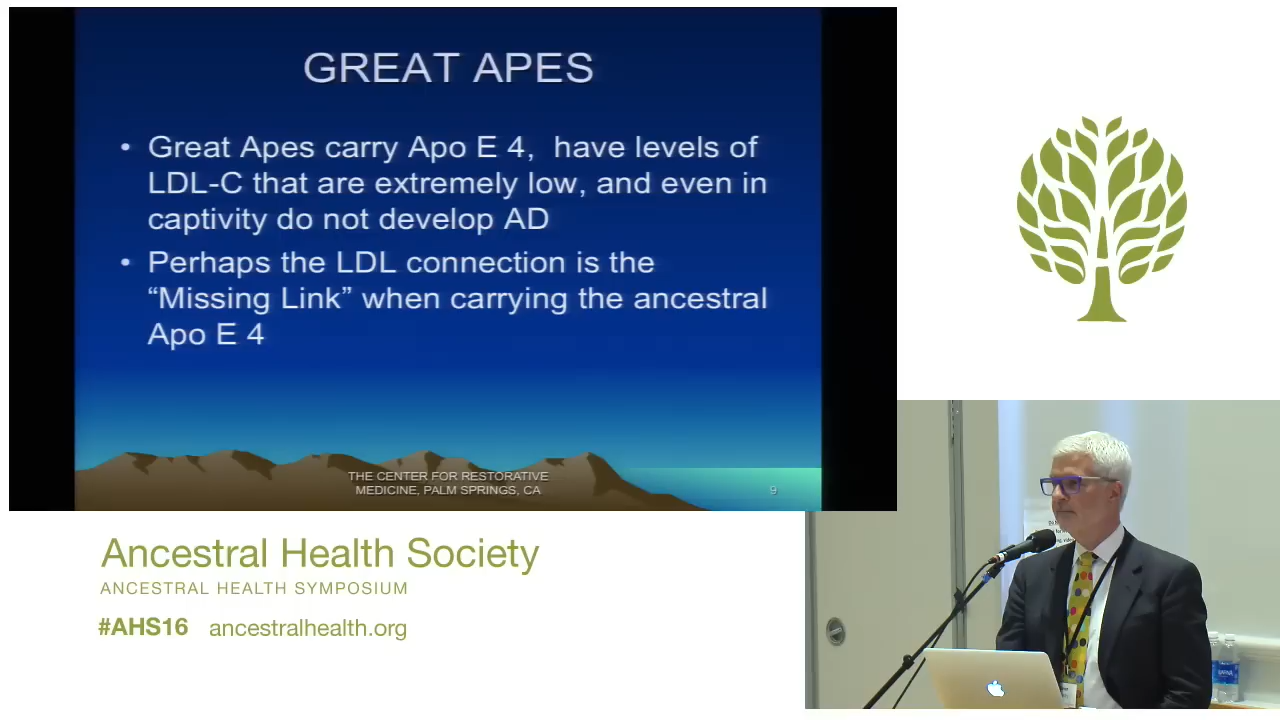 GREAT APES
• Great Apes carry Apo E 4, have levels of
LDL-C that are extremely low, and even in
captivity do not develop AD
• Perhaps the LDL connection is the
“Missing Link” when carrying the ancestral
Apo E 4
THE CENTER FOR RESTORATIVE
MEDICINE, PALM SPRINGS, CA
9
Ancestral Health Society
ANCESTRAL HEALTH SYMPOSIUM
#AHS16 ancestralhealth.org